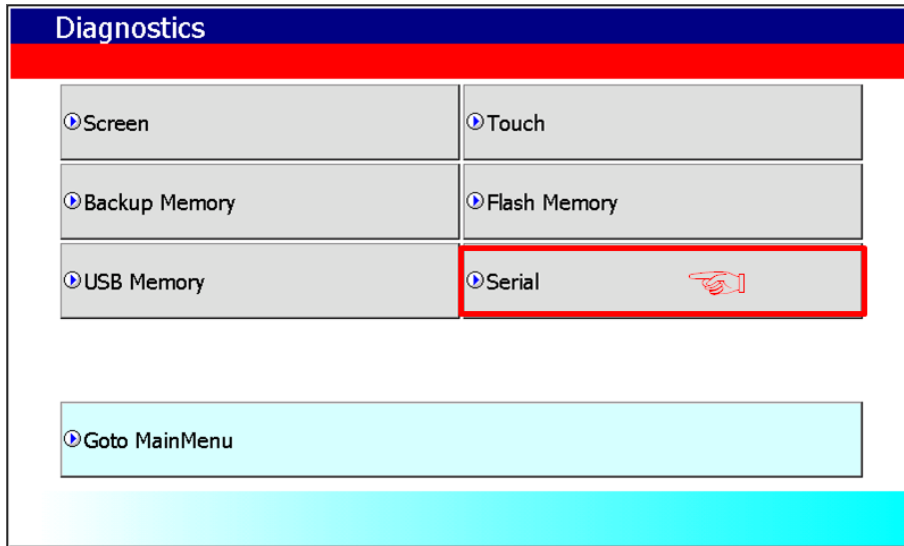 Diagnostics
Screen
Touch
Backup Memory
Flash Memory
USB Memory
Serial
Goto MainMenu